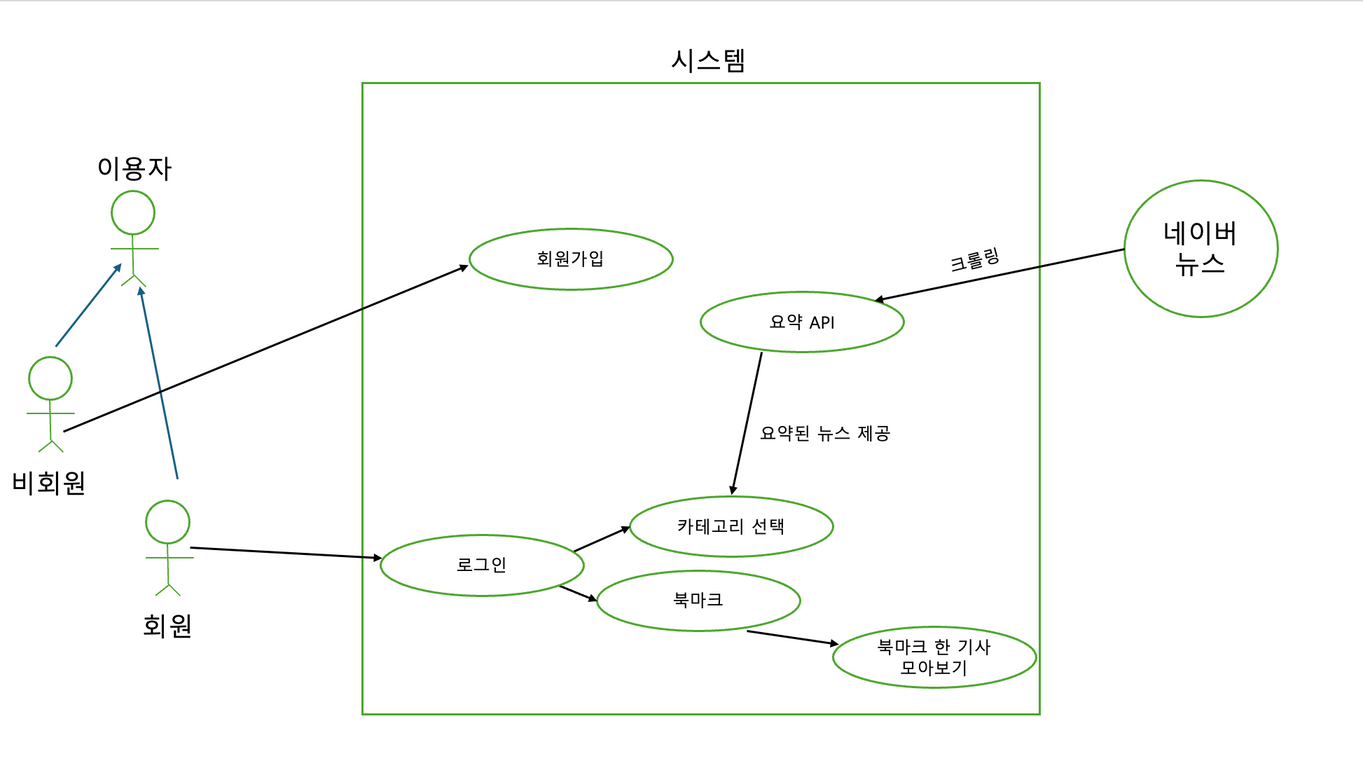 시스템
이용자
회원가입
크롤링
네이버
뉴스
요약 API
요약된 뉴스 제공
비회원
카테고리 선택
로그인
북마크
회원
북마크 한 기사
모아보기